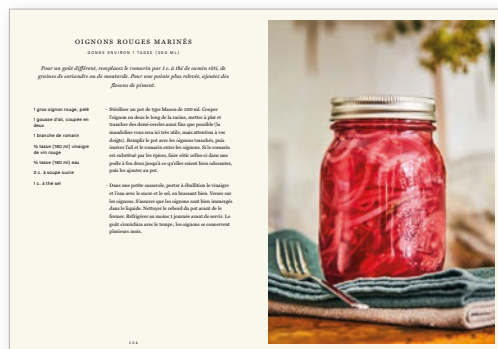 OIGNONS ROUGES MARINÉS
DONNE ENVIRON 1 TASSE (250 ML)
Pour un goût différent, remplacez le romarin par 1 c. à thé de cumin rôti, de
graines de coriandre ou de moutarde. Pour une pointe plus relevée, ajoutez des
flocons de piment.
1 gros oignon rouge, pelé
1 gousse d'ail, coupée en
deux
1 branche de romarin
¾ tasse (180 ml) vinaigre
de vin rouge
¾ tasse (180 ml) eau
2 c. à soupe sucre
1 c. à thé sel
· Stériliser un pot de type Mason de 500 ml. Couper
l'oignon en deux le long de la racine, mettre à plat et
trancher des demi-cercles aussi fins que possible (la
mandoline vous sera ici très utile, mais attention à vos
doigts). Remplir le pot avec les oignons tranchés, puis
insérer l'ail et le romarin entre les oignons. Si le romarin
est substitué par les épices, faire rôtir celles-ci dans une
poêle à feu doux jusqu'à ce qu'elles soient bien odorantes,
puis les ajouter au pot.
· Dans une petite casserole, porter à ébullition le vinaigre
et l'eau avec le sucre et le sel, en brassant bien. Verser sur
les oignons. S'assurer que les oignons sont bien immergés
dans le liquide. Nettoyer le rebord du pot avant de le
fermer. Réfrigérer au moins 1 journée avant de servir. Le
goût s'enrichira avec le temps; les oignons se conservent
plusieurs mois.